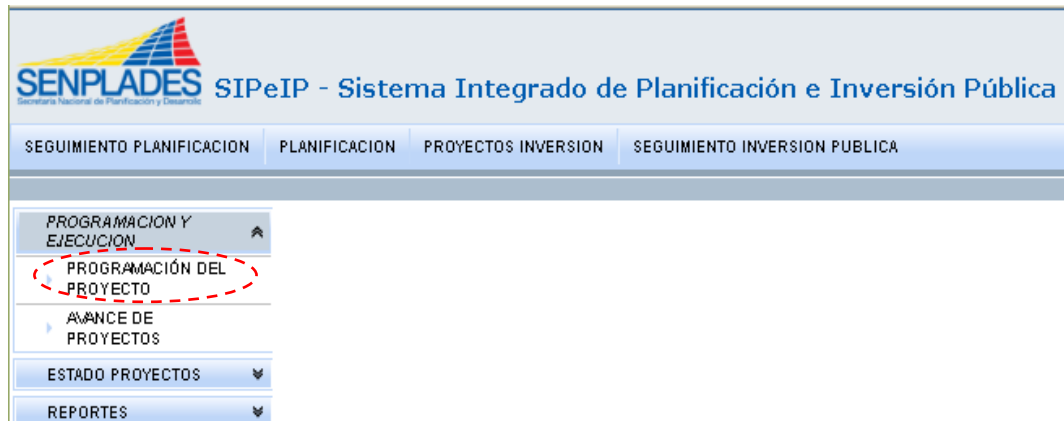 SENPLADES
Secretaría Nacional de Planificación y Desarrollo
SIPeIP - Sistema Integrado de Planificación e Inversión Pública
SEGUIMIENTO PLANIFICACION PLANIFICACION PROYECTOS INVERSION SEGUIMIENTO INVERSION PUBLICA
PROGRAMACION Y
EJECUCION
PROGRAMACIÓN DEL
PROYECTO
AVANCE DE
PROYECTOS
ESTADO PROYECTOS
REPORTES